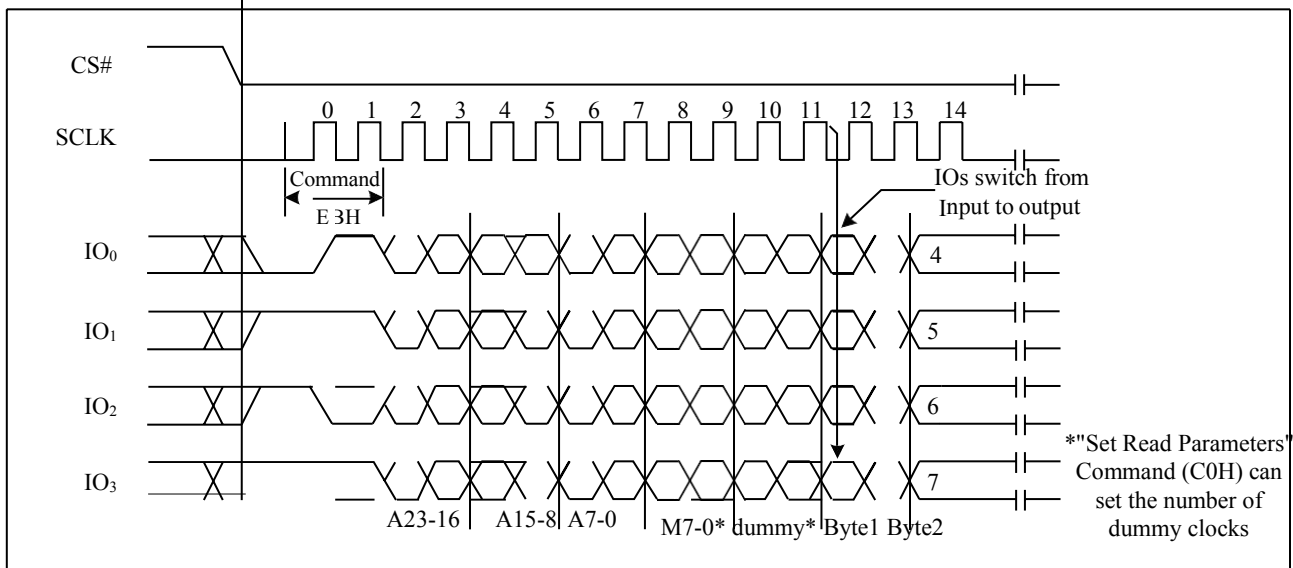 CS#
0 1 2 3 4 5 6 7 8 9 10 11 12 13 14
SCLK
Command
IOs switch from
Input to output
IO0
4
IO1
5
IO2
6
IO3
7
*"Set Read Parameters"
Command (C0H) can
set the number of
dummy clocks
A23-16 A15-8 A7-0 M7-0* dummy* Byte1 Byte2